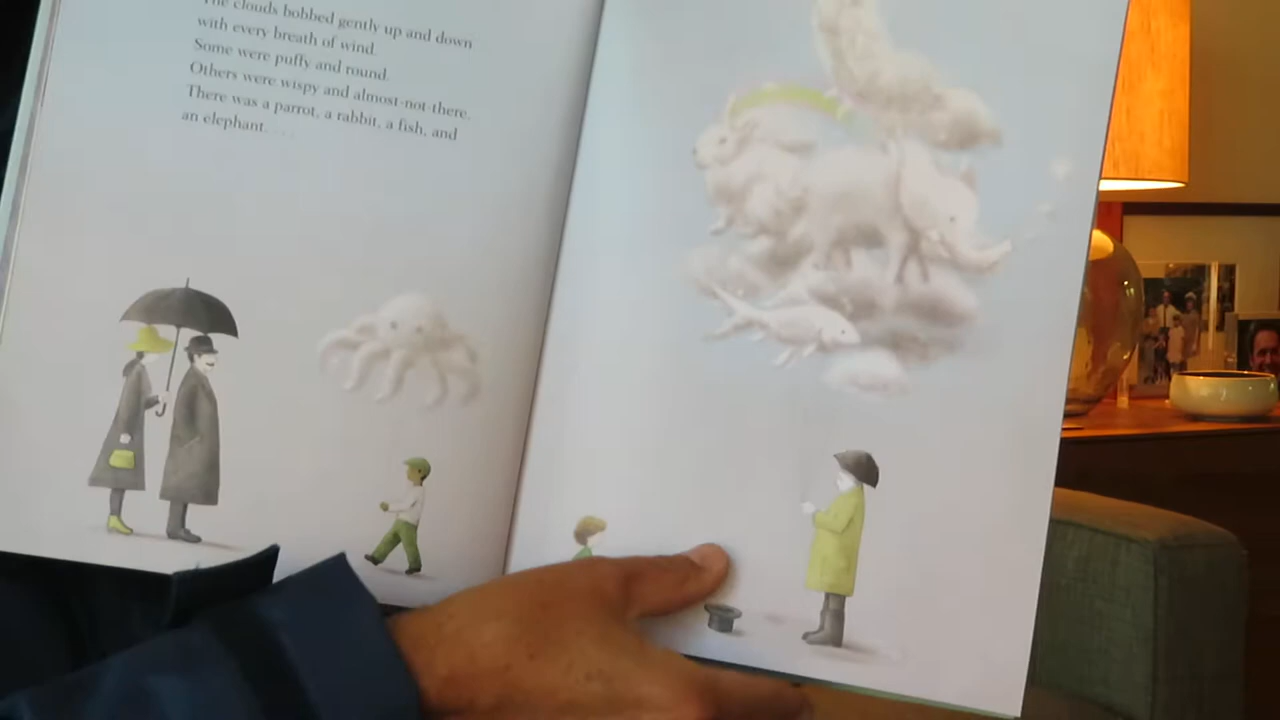 The clouds bobbed gently up and down
with every breath of wind.
Some were puffy and round.
Others were wispy and almost-not-there.
There was a parrot, a rabbit, a fish, and
an elephant. . . .